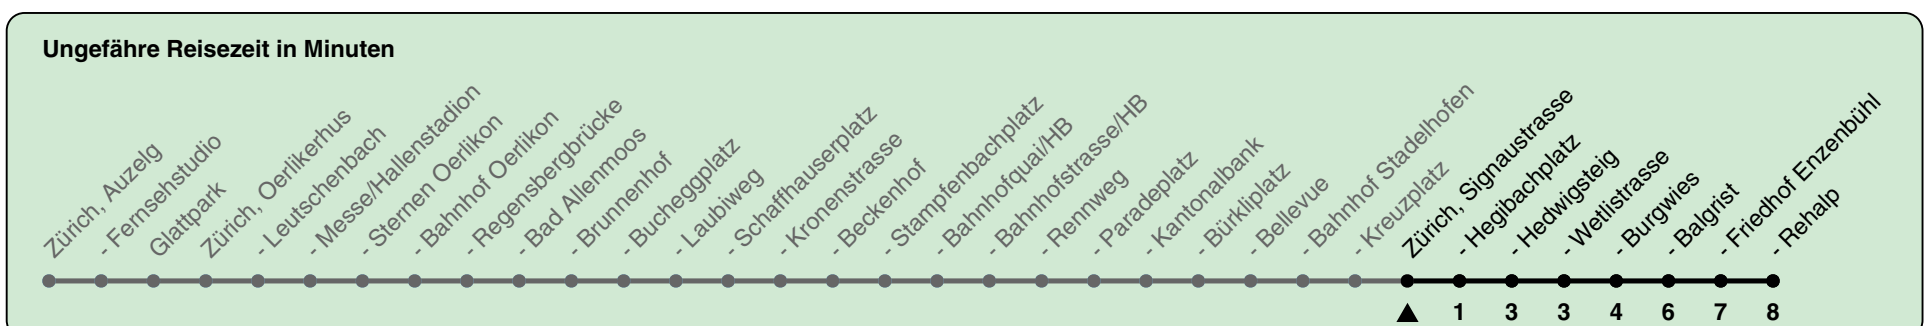 Ungefähre Reisezeit in Minuten
Zürich, Auzelg
- Fernsehstudio
Glattpark
Zürich, Oerlikerhus
- Leutschenbach
- Messe/Hallenstadion
- Sternen Oerlikon
- Bahnhof Oerlikon
- Regensbergbrücke
- Bad Allenmoos
- Brunnenhof
- Bucheggplatz
- Laubiweg
- Schaffhauserplatz
- Kronenstrasse
- Beckenhof
- Stampfenbachplatz
- Bahnhofquai/HB
- Bahnhofstrasse/HB
- Rennweg
- Paradeplatz
- Kantonalbank
- Bürkliplatz
- Bellevue
- Bahnhof Stadelhofen
- Kreuzplatz
Zürich, Signaustrasse
- Hegibachplatz
- Hedwigsteig
- Wetlistrasse
- Burgwies
- Balgrist
- Friedhof Enzenbühl
- Rehalp
1 3 3 4 6 7 8